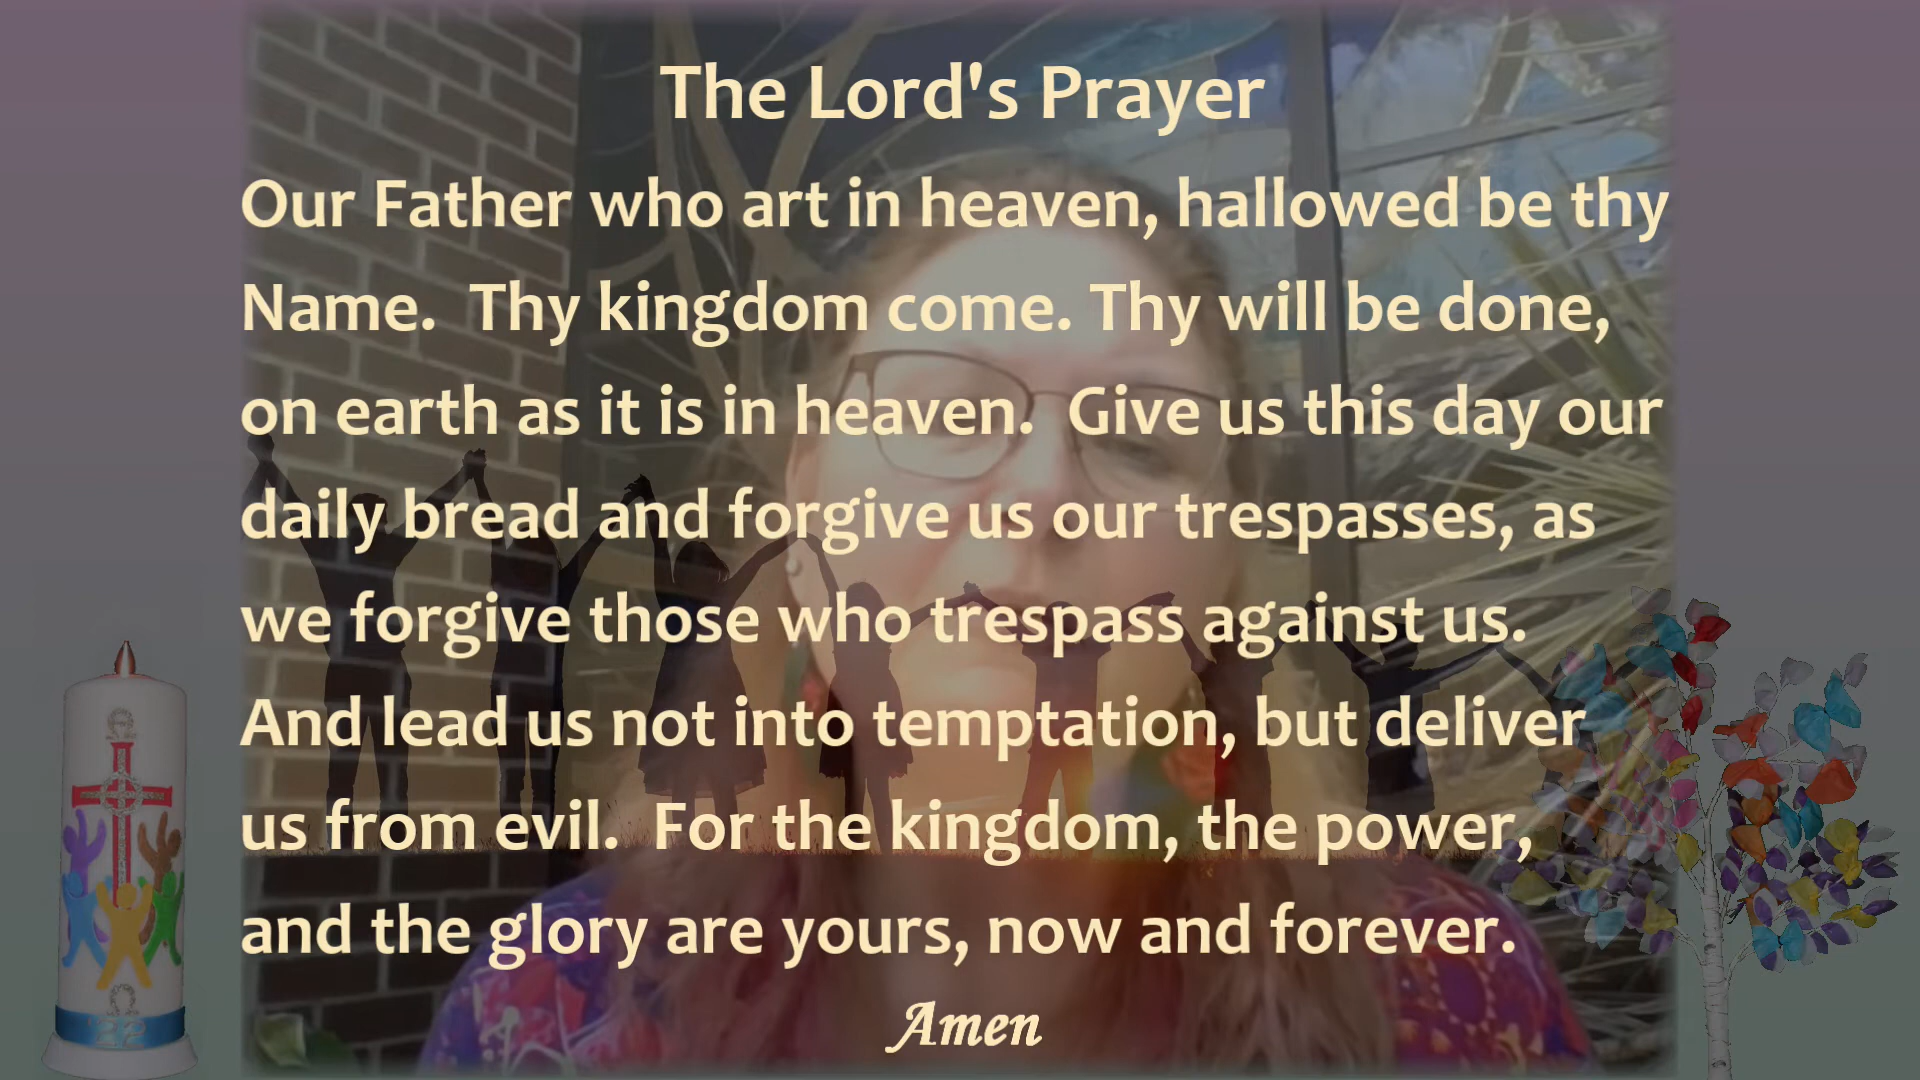 The Lord's Prayer
Our Father who art in heaven, hallowed be thy
Name.  Thy kingdom come. Thy will be done,
on earth as it is in heaven.  Give us this day our
daily bread and forgive us our trespasses, as
we forgive those who trespass against us.
And lead us not into temptation, but deliver
us from evil.  For the kingdom, the power,
and the glory are yours, now and forever.
Amen